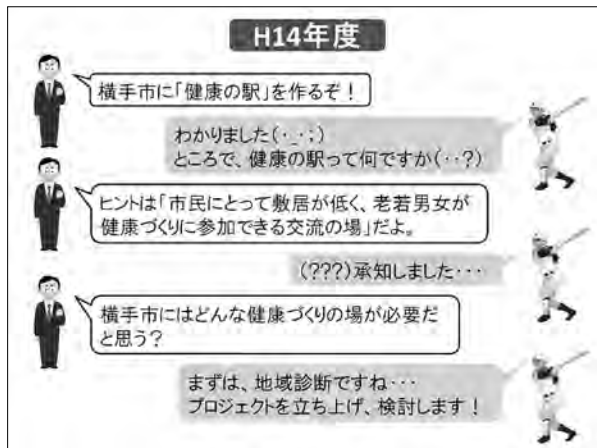 H14年度
横手市に「健康の駅」を作るぞ！
わかりました(・_・;)
ところで、健康の駅って何ですか(・・?)
ヒントは「市民にとって敷居が低く、老若男女が
健康づくりに参加できる交流の場」だよ。
(???)承知しました・・・
横手市にはどんな健康づくりの場が必要だ
と思う？
まずは、地域診断ですね・・・
プロジェクトを立ち上げ、検討します！